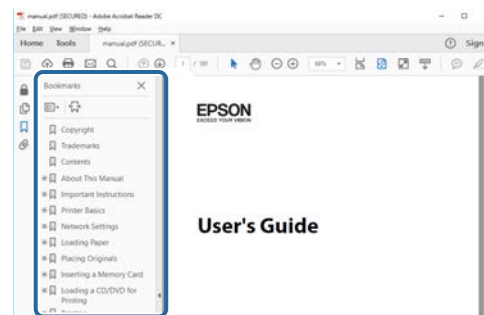 manual.pdf (SECURED) - Adobe Acrobat Reader DC
File Edit View Window Help
Home Tools manual.pdf (SECUR... × Sign
1 / 191
Bookmarks
Copyright
Trademarks
Contents
About This Manual
Important Instructions
Printer Basics
Network Settings
Loading Paper
Placing Originals
Inserting a Memory Card
Loading a CD/DVD for
Printing
EPSON
EXCEED YOUR VISION
User's Guide